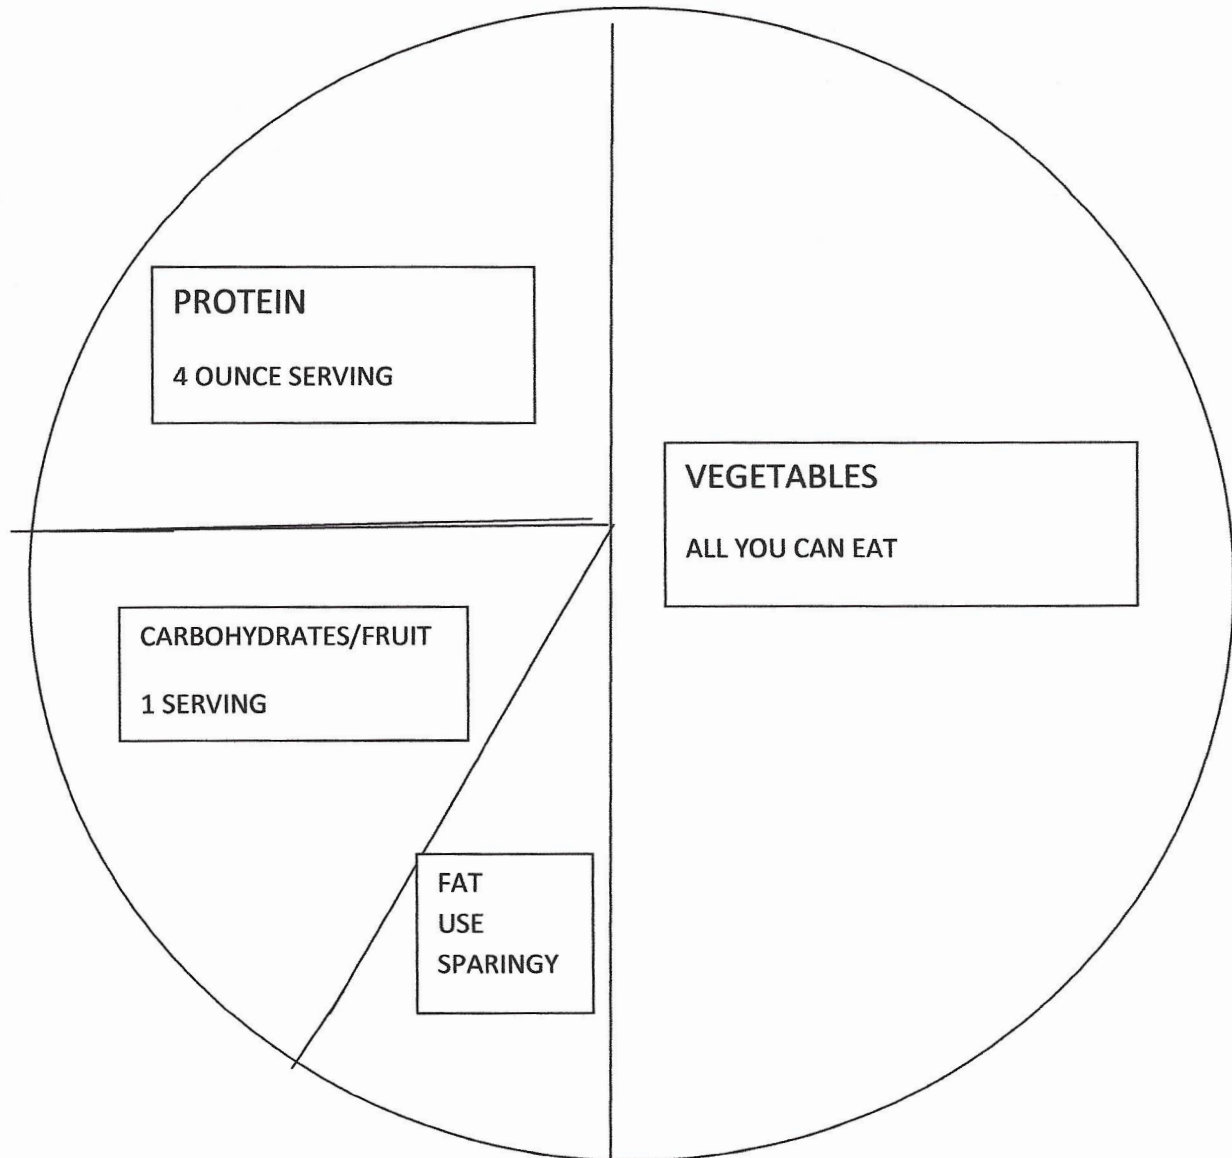 PROTEIN
4 OUNCE SERVING
VEGETABLES
ALL YOU CAN EAT
CARBOHYDRATES/FRUIT
1 SERVING
FAT
USE
SPARINGY